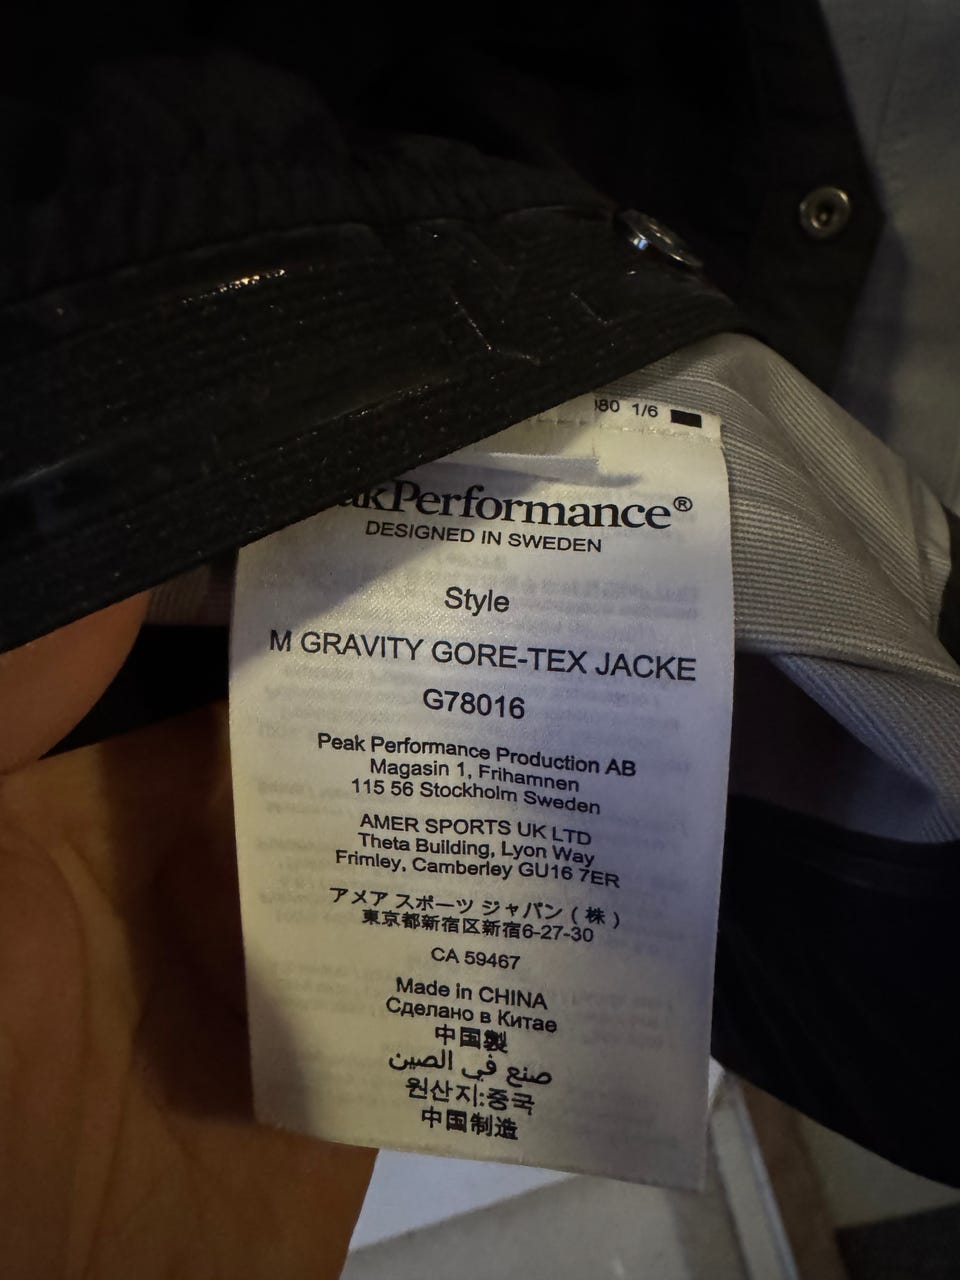 1/6
Performance®
DESIGNED IN SWEDEN
Style
M GRAVITY GORE-TEX JACKE
G78016
Peak Performance Production AB
Magasin 1, Frihamnen
115 56 Stockholm Sweden
AMER SPORTS UK LTD
Theta Building, Lyon Way
Frimley, Camberley GU16 7ER
アメア スポーツ ジャパン ( 株 )
東京都新宿区新宿6-27-30
CA 59467
Made in CHINA
Сделано в Китае
中国製
صنع في الصين
원산지:중국
中国制造